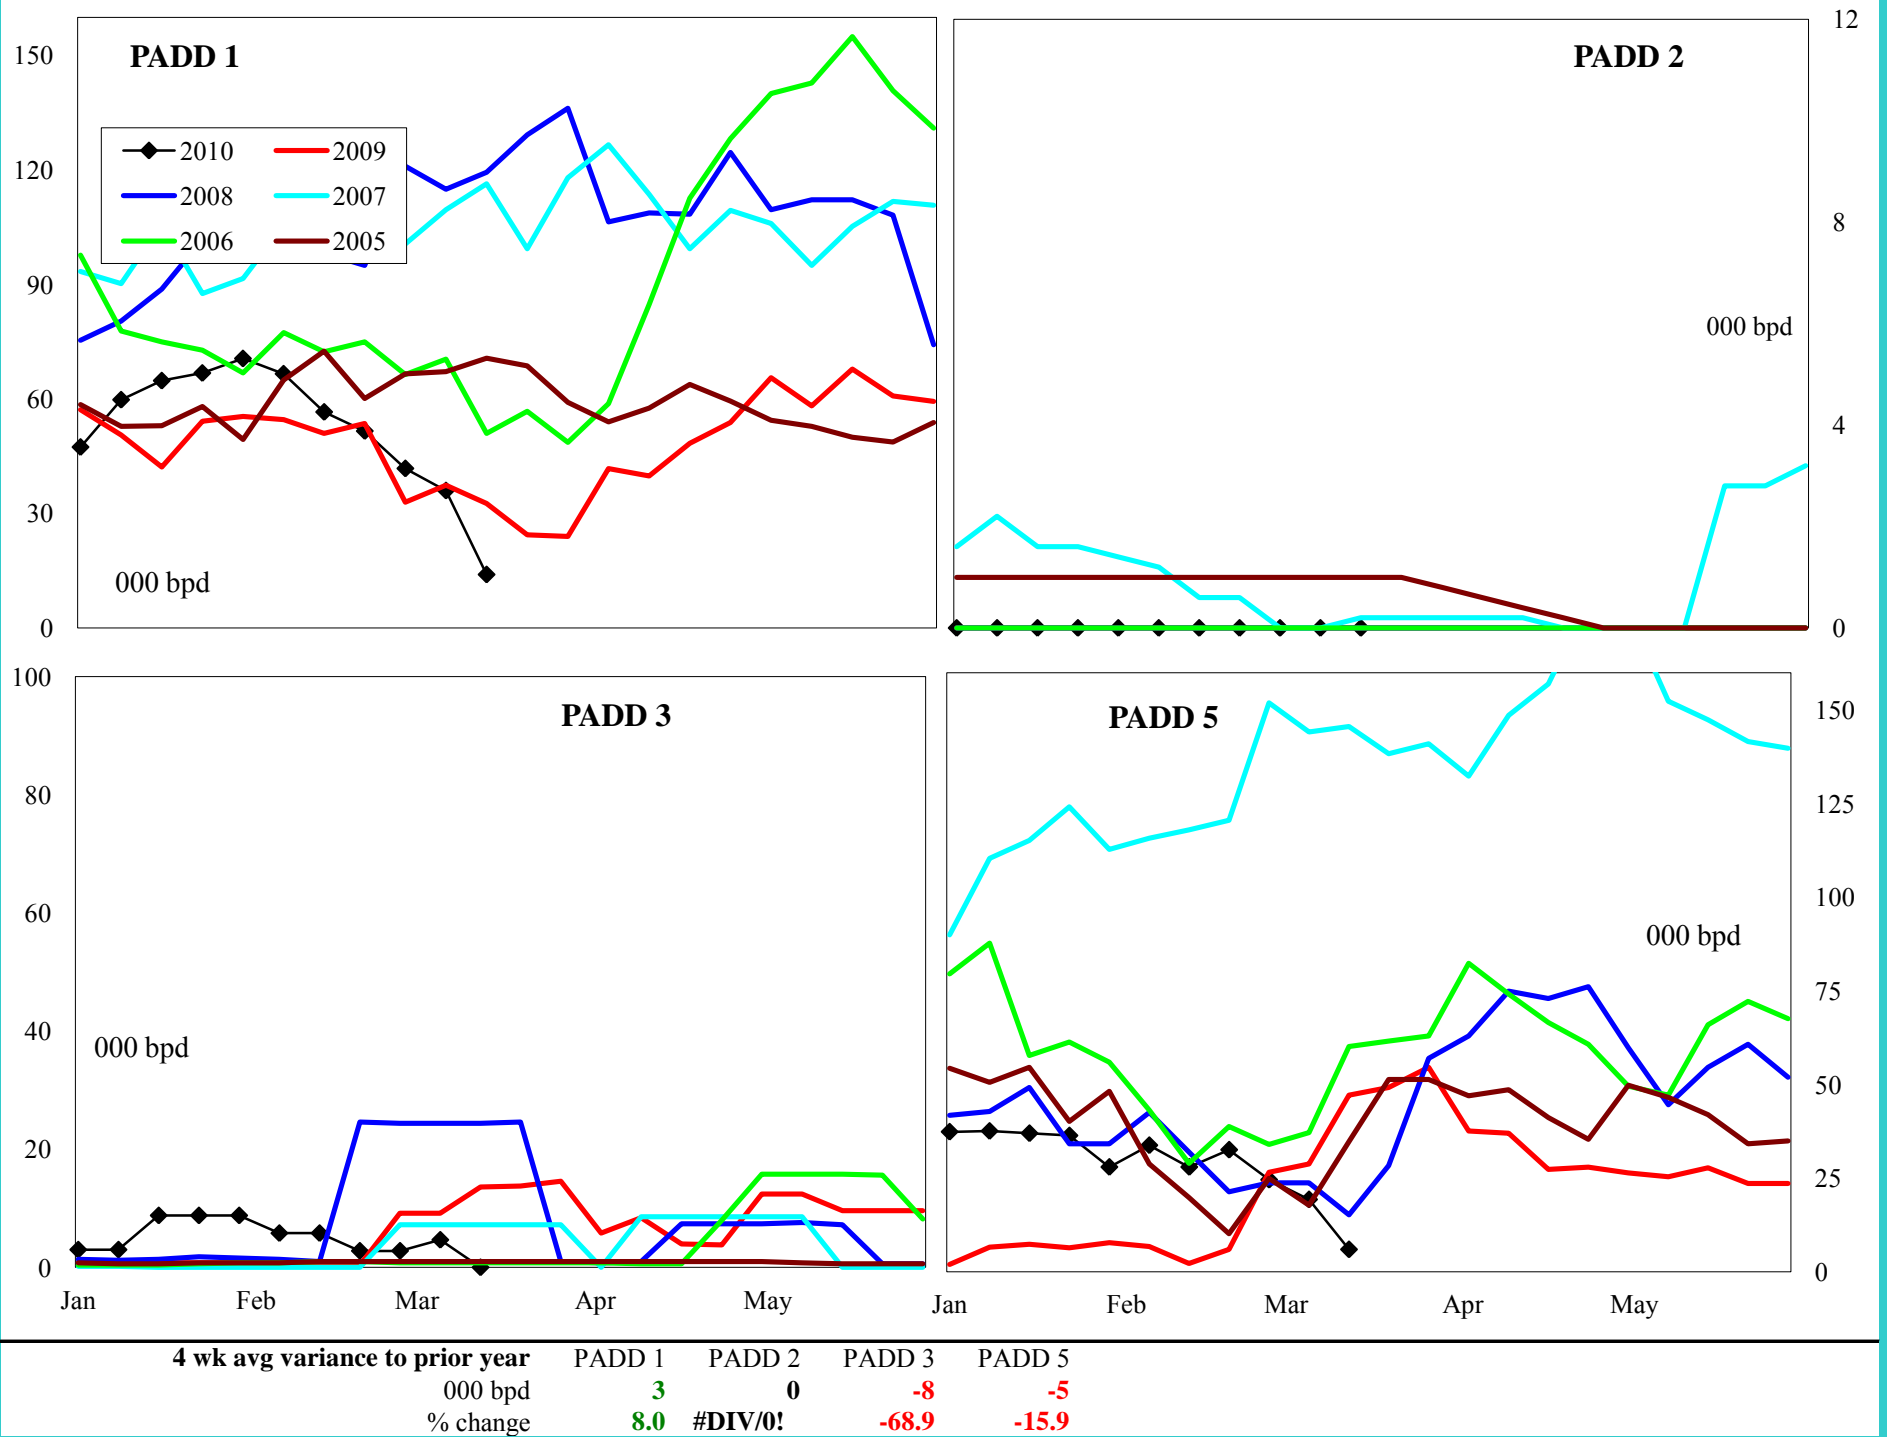 PADD 1
150
120
90
60
30
0
2010
2009
2008
2007
2006
2005
000 bpd
PADD 2
12
8
4
0
000 bpd
PADD 3
100
80
60
40
20
0
000 bpd
Jan Feb Mar Apr May
PADD 5
150
125
100
75
50
25
0
000 bpd
Jan Feb Mar Apr May
4 wk avg variance to prior year PADD 1 PADD 2 PADD 3 PADD 5
000 bpd 3 0 -8 -5
% change 8.0 #DIV/0! -68.9 -15.9